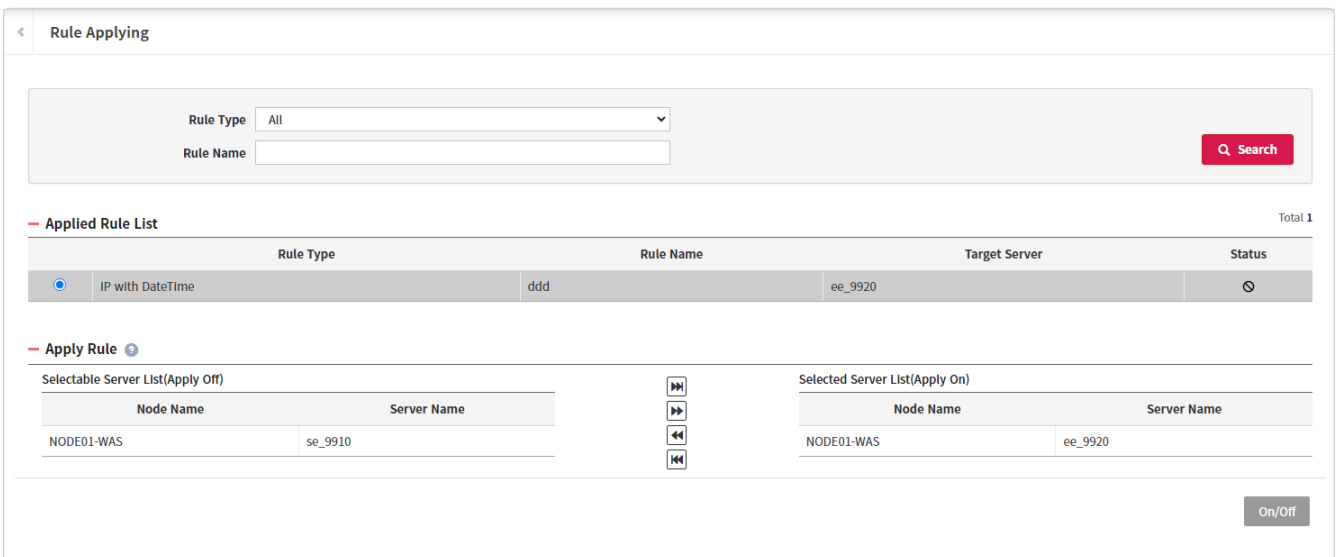 Rule Applying
Rule Type All
Rule Name
Search
Applied Rule List Total 1
Rule Type Rule Name Target Server Status
IP with DateTime ddd ee_9920
Apply Rule
Selectable Server List(Apply Off) Selected Server List(Apply On)
Node Name Server Name Node Name Server Name
NODE01-WAS se_9910 NODE01-WAS ee_9920
On/Off